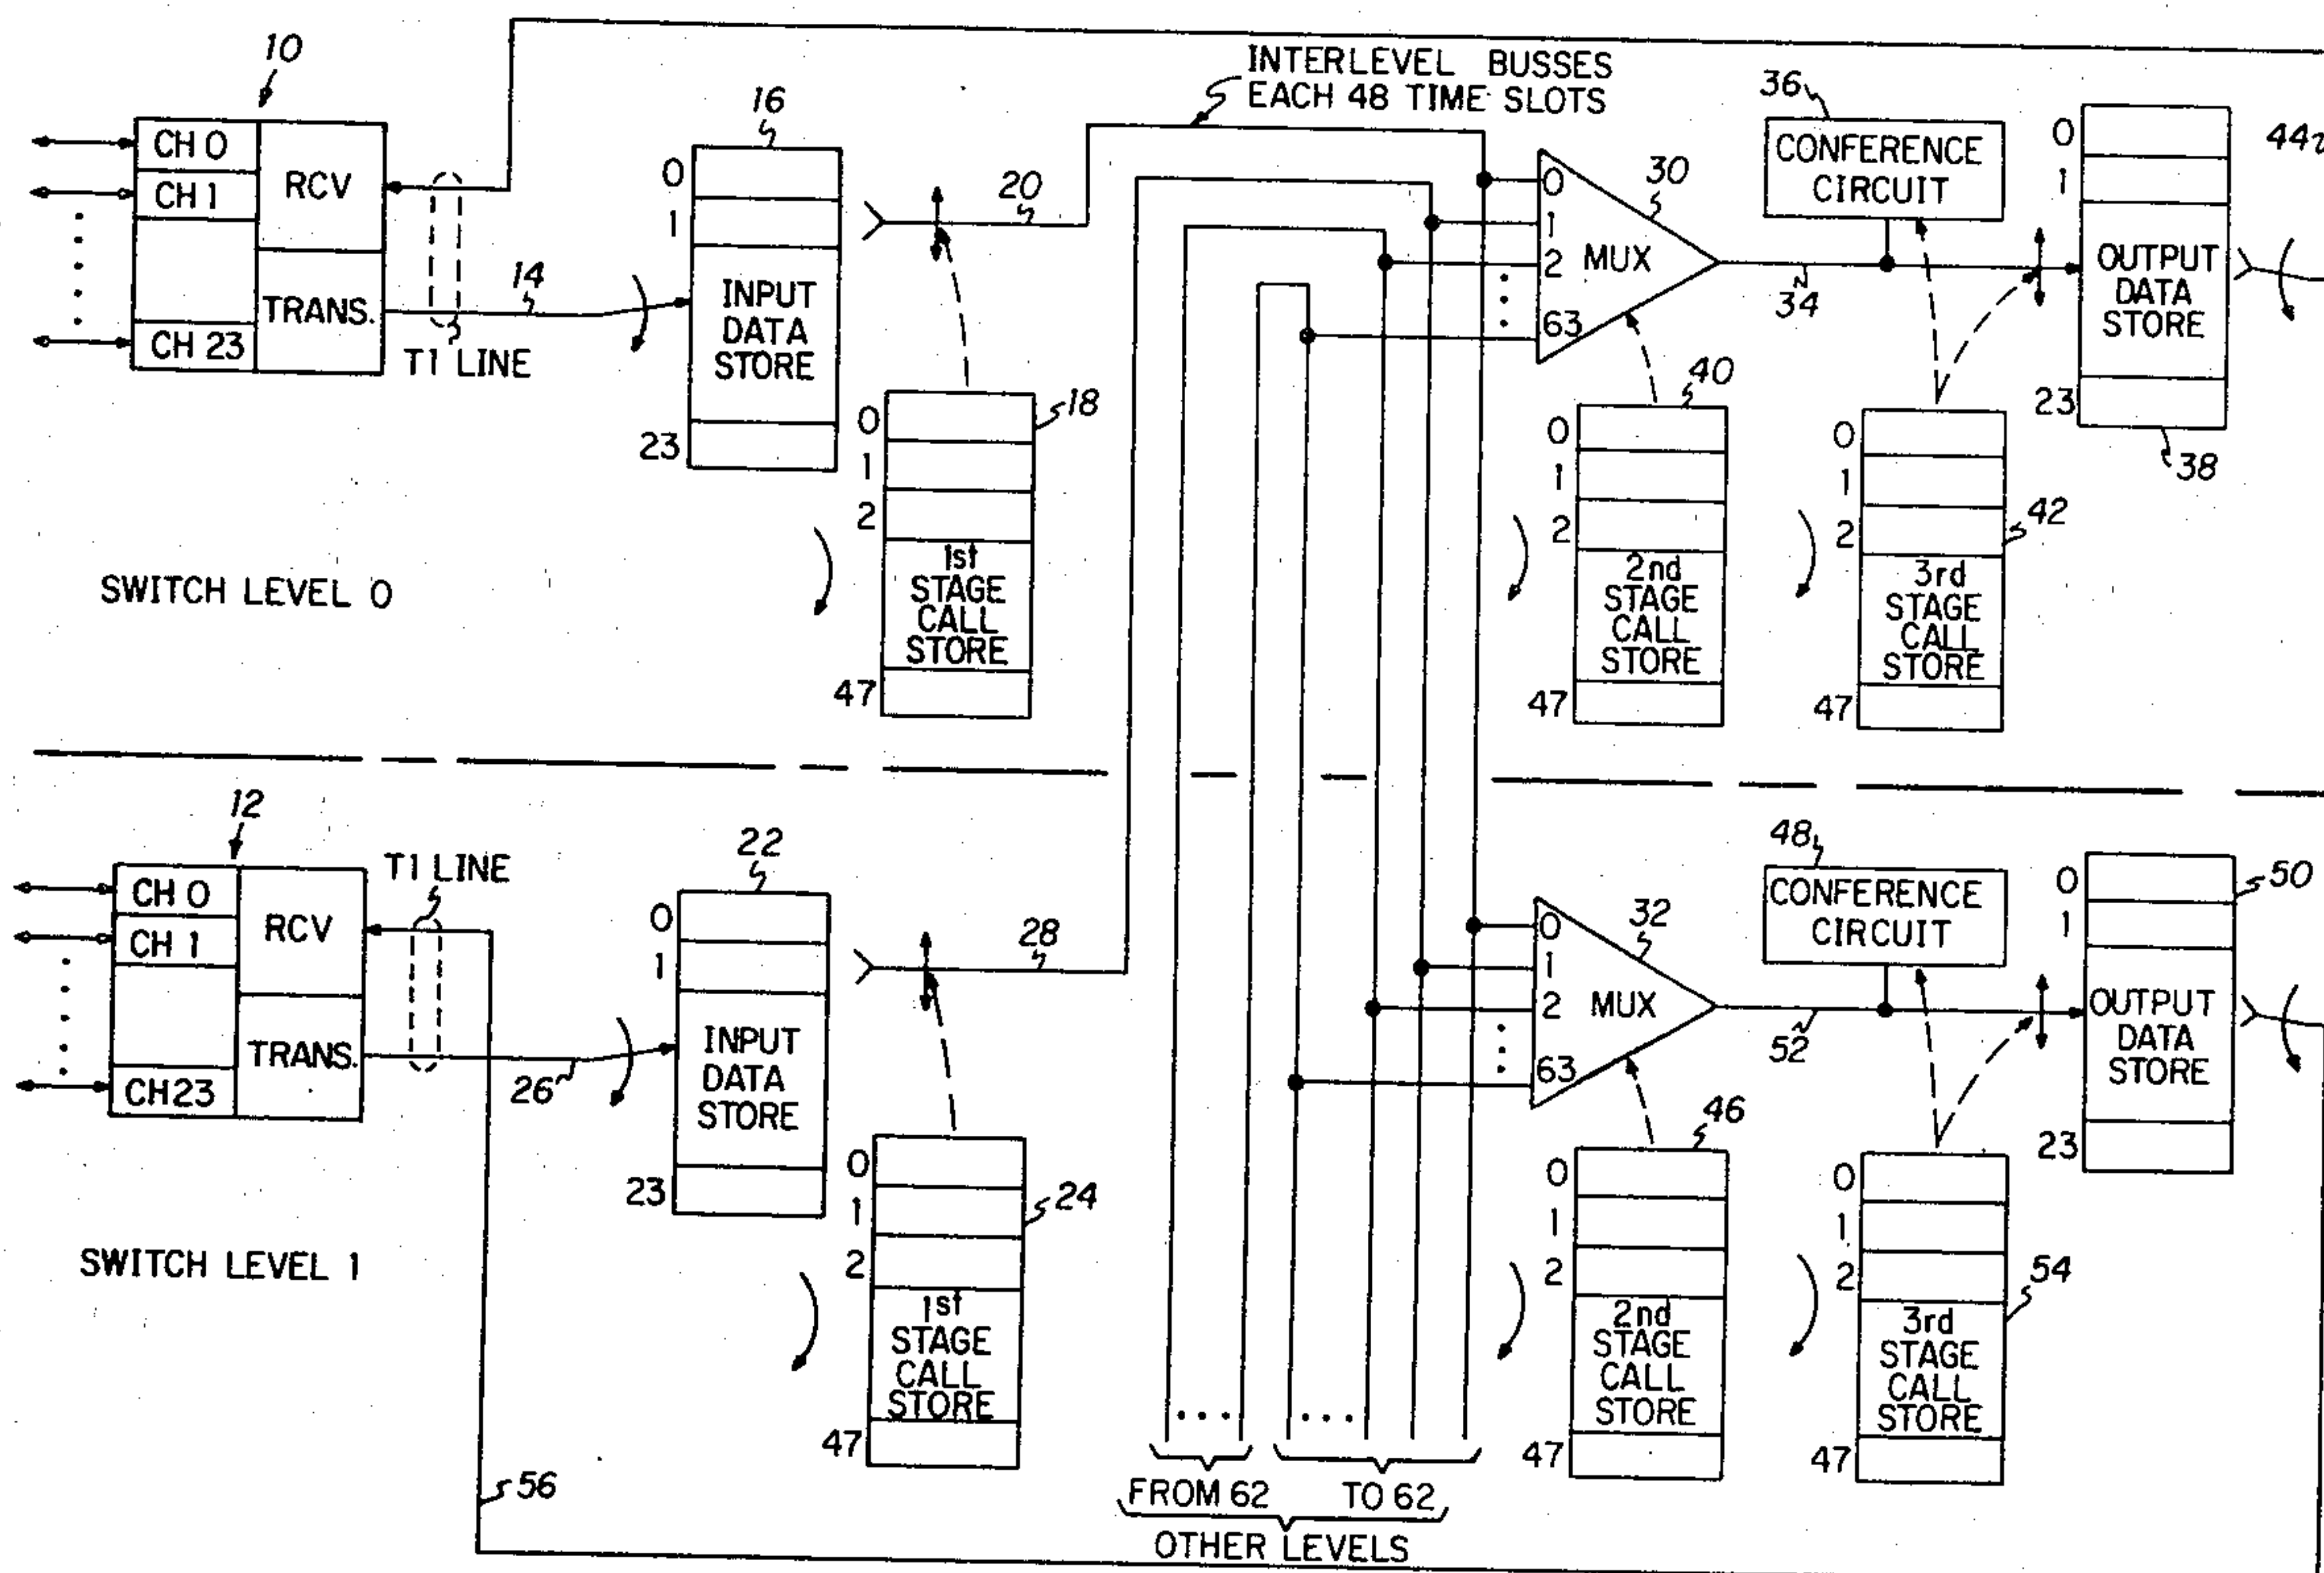 10
CH 0
CH 1
CH 23
RCV
TRANS.
T1 LINE
14
16
0
1
INPUT
DATA
STORE
23
18
0
1
2
1st
STAGE
CALL
STORE
47
20
INTERLEVEL BUSSES
EACH 48 TIME SLOTS
0
1
2
63
MUX
30
34
36
CONFERENCE
CIRCUIT
40
0
1
2
2nd
STAGE
CALL
STORE
47
42
0
1
2
3rd
STAGE
CALL
STORE
47
0
1
OUTPUT
DATA
STORE
23
38
44
SWITCH LEVEL 0
12
CH 0
CH 1
CH23
RCV
TRANS.
T1 LINE
26
22
0
1
INPUT
DATA
STORE
23
24
0
1
2
1st
STAGE
CALL
STORE
47
28
0
1
2
63
MUX
32
52
48
CONFERENCE
CIRCUIT
46
0
1
2
2nd
STAGE
CALL
STORE
47
54
0
1
2
3rd
STAGE
CALL
STORE
47
50
0
1
OUTPUT
DATA
STORE
23
SWITCH LEVEL 1
56
FROM 62
TO 62
OTHER LEVELS